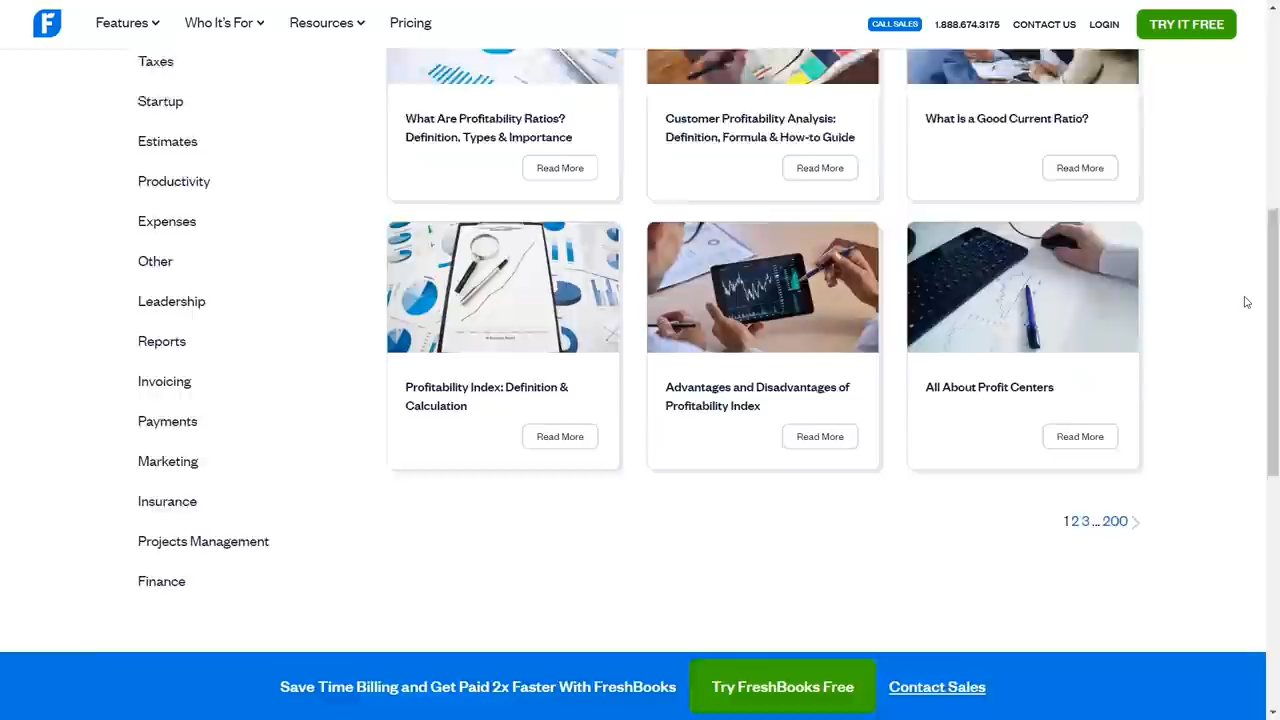 Features
Who It's For
Resources
Pricing
CALL SALES
1.888.674.3175
CONTACT US
LOGIN
TRY IT FREE
Taxes
Startup
Estimates
Productivity
Expenses
Other
Leadership
Reports
Invoicing
Payments
Marketing
Insurance
Projects Management
Finance
What Are Profitability Ratios?
Definition, Types & Importance
Read More
Customer Profitability Analysis:
Definition, Formula & How-to Guide
Read More
What Is a Good Current Ratio?
Read More
Profitability Index: Definition &
Calculation
Read More
Advantages and Disadvantages of
Profitability Index
Read More
All About Profit Centers
Read More
1 2 3 ... 200
Save Time Billing and Get Paid 2x Faster With FreshBooks
Try FreshBooks Free
Contact Sales